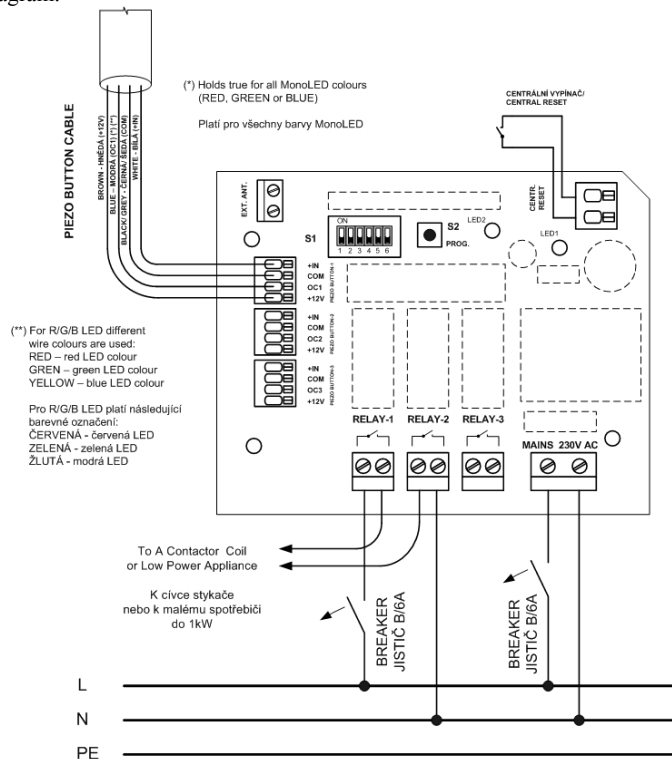 agram.
(*) Holds true for all MonoLED colours
(RED, GREEN or BLUE)
Platí pro všechny barvy MonoLED
CENTRÁLNÍ VYPÍNAČ/
CENTRAL RESET
PIEZO BUTTON CABLE
BROWN - HNĚDÁ (+12V)
BLUE – MODRÁ (OC1) (*) (**)
BLACK/ GREY - ČERNÁ/ ŠEDÁ (COM)
WHITE - BÍLÁ (+IN)
EXT. ANT.
S1
ON
1 2 3 4 5 6
S2
PROG.
LED2
LED1
CENTR.
RESET
+IN
COM
OC1
+12V
PIEZO BUTTON-1
+IN
COM
OC2
+12V
PIEZO BUTTON-2
+IN
COM
OC3
+12V
PIEZO BUTTON-3
(**) For R/G/B LED different
wire colours are used:
RED – red LED colour
GREN – green LED colour
YELLOW – blue LED colour
Pro R/G/B LED platí následující
barevné označení:
ČERVENÁ - červená LED
ZELENÁ - zelená LED
ŽLUTÁ - modrá LED
RELAY-1
RELAY-2
RELAY-3
MAINS 230V AC
To A Contactor Coil
or Low Power Appliance
K cívce stykače
nebo k malému spotřebiči
do 1kW
BREAKER
JISTIČ B/6A
BREAKER
JISTIČ B/6A
L
N
PE